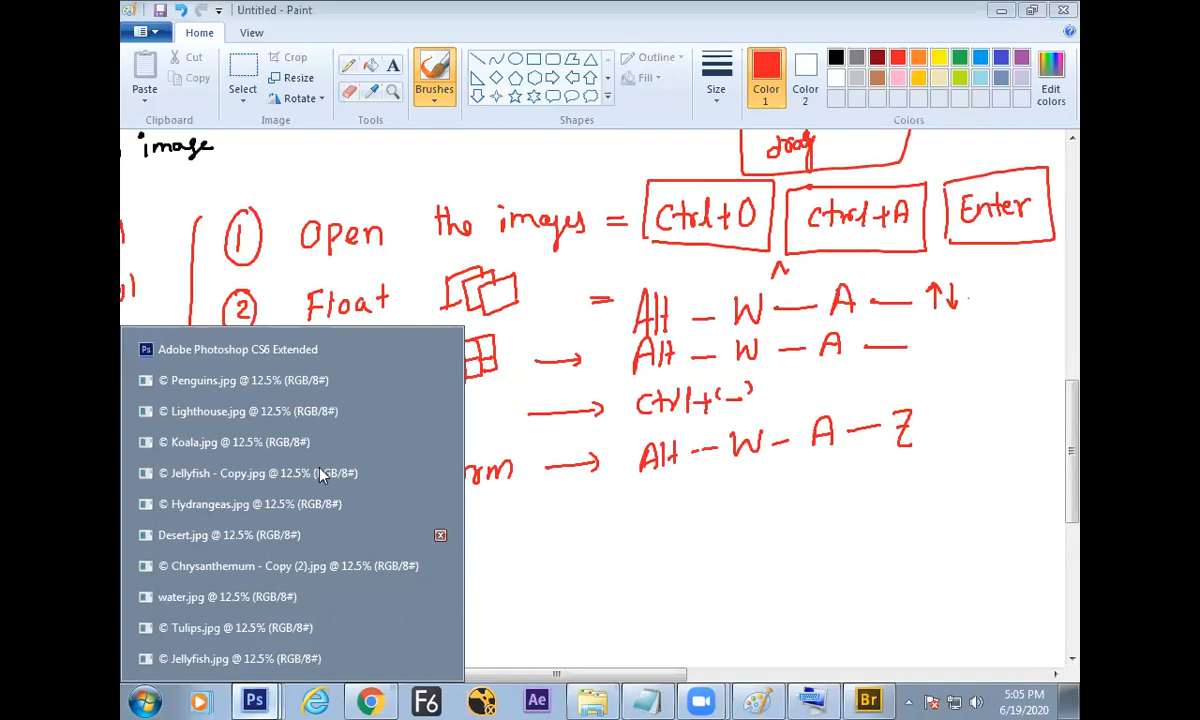 Untitled - Paint
Home
View
Cut
Copy
Paste
Clipboard
Select
Crop
Resize
Rotate
Image
Tools
Brushes
Shapes
Outline
Fill
Size
Color 1
Color 2
Edit colors
Colors
image
drag
1 Open the images = Ctrl+O Ctrl+A Enter
2 Float = Alt - W - A - ↑↓
→ Alt - W - A -
→ Ctrl+(-)
rm → Alt - W - A - Z
Adobe Photoshop CS6 Extended
© Penguins.jpg @ 12.5% (RGB/8#)
© Lighthouse.jpg @ 12.5% (RGB/8#)
© Koala.jpg @ 12.5% (RGB/8#)
© Jellyfish - Copy.jpg @ 12.5% (RGB/8#)
© Hydrangeas.jpg @ 12.5% (RGB/8#)
Desert.jpg @ 12.5% (RGB/8#)
© Chrysanthemum - Copy (2).jpg @ 12.5% (RGB/8#)
water.jpg @ 12.5% (RGB/8#)
© Tulips.jpg @ 12.5% (RGB/8#)
© Jellyfish.jpg @ 12.5% (RGB/8#)
Ps
F6
Ae
Br
5:05 PM
6/19/2020